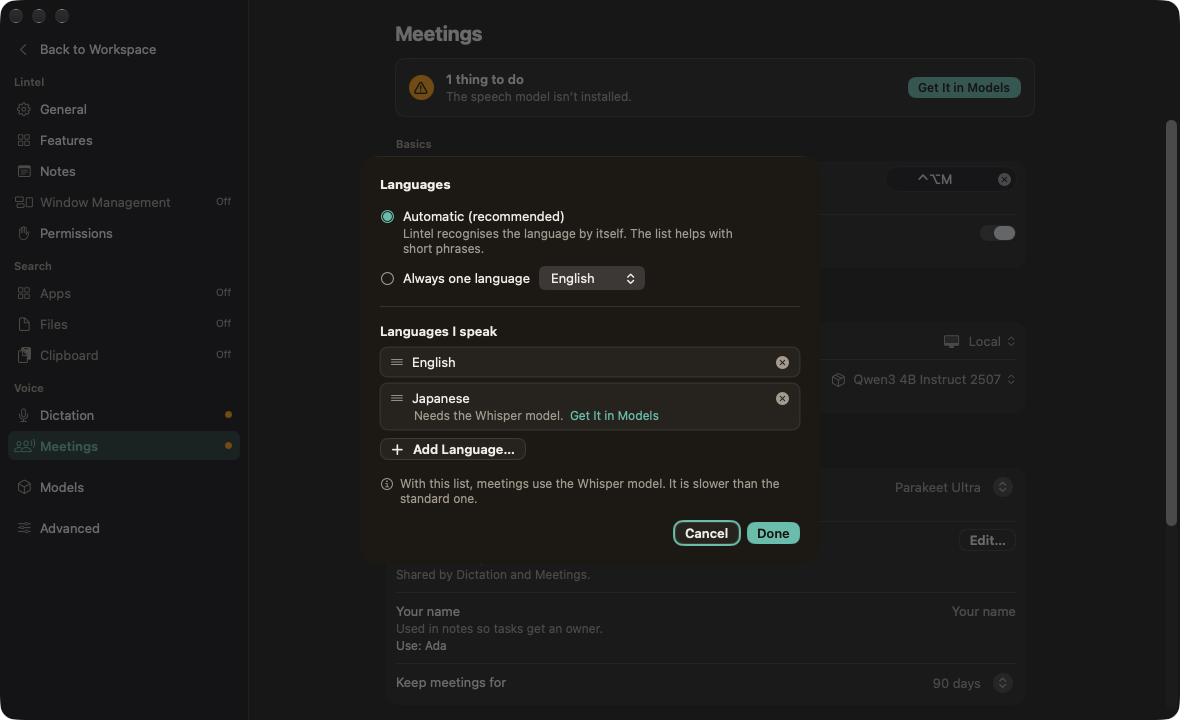 Back to Workspace
Lintel
General
Features
Notes
Window Management Off
Permissions
Search
Apps Off
Files Off
Clipboard Off
Voice
Dictation
Meetings
Models
Advanced
Meetings
1 thing to do
The speech model isn't installed.
Get It in Models
Basics
^⌥M
Languages
Automatic (recommended)
Lintel recognises the language by itself. The list helps with
short phrases.
Always one language English
Languages I speak
English
Japanese
Needs the Whisper model. Get It in Models
+ Add Language...
With this list, meetings use the Whisper model. It is slower than the
standard one.
Cancel Done
Local
Qwen3 4B Instruct 2507
Parakeet Ultra
Edit...
Shared by Dictation and Meetings.
Your name Your name
Used in notes so tasks get an owner.
Use: Ada
Keep meetings for 90 days